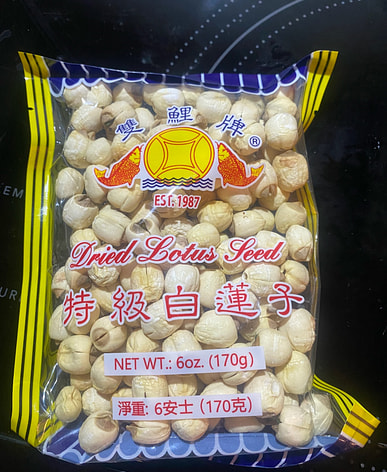 雙鯉牌®
EST. 1987
Dried Lotus Seed
特級白蓮子
NET WT.: 6oz. (170g)
淨重: 6安士 (170克)